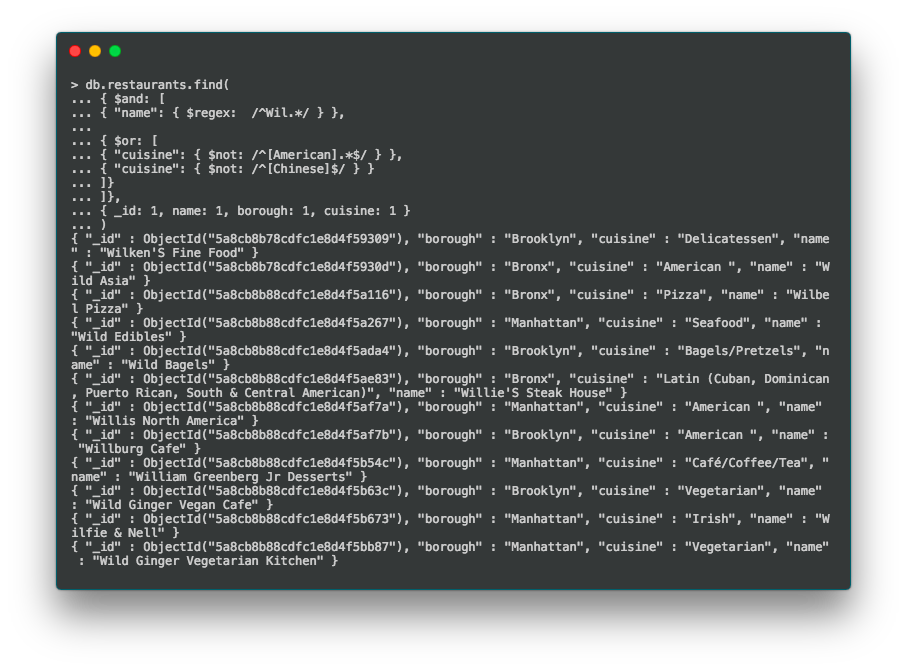 > db.restaurants.find(
... { $and: [
... { "name": { $regex:  /^Wil.*/ } },
...
... { $or: [
... { "cuisine": { $not: /^[American].*$/ } },
... { "cuisine": { $not: /^[Chinese]$/ } }
... ]}
... ]},
... { _id: 1, name: 1, borough: 1, cuisine: 1 }
... )
{ "_id" : ObjectId("5a8cb8b78cdfc1e8d4f59309"), "borough" : "Brooklyn", "cuisine" : "Delicatessen", "name
" : "Wilken'S Fine Food" }
{ "_id" : ObjectId("5a8cb8b78cdfc1e8d4f5930d"), "borough" : "Bronx", "cuisine" : "American ", "name" : "W
ild Asia" }
{ "_id" : ObjectId("5a8cb8b88cdfc1e8d4f5a116"), "borough" : "Bronx", "cuisine" : "Pizza", "name" : "Wilbe
l Pizza" }
{ "_id" : ObjectId("5a8cb8b88cdfc1e8d4f5a267"), "borough" : "Manhattan", "cuisine" : "Seafood", "name" :
"Wild Edibles" }
{ "_id" : ObjectId("5a8cb8b88cdfc1e8d4f5ada4"), "borough" : "Brooklyn", "cuisine" : "Bagels/Pretzels", "n
ame" : "Wild Bagels" }
{ "_id" : ObjectId("5a8cb8b88cdfc1e8d4f5ae83"), "borough" : "Bronx", "cuisine" : "Latin (Cuban, Dominican
, Puerto Rican, South & Central American)", "name" : "Willie'S Steak House" }
{ "_id" : ObjectId("5a8cb8b88cdfc1e8d4f5af7a"), "borough" : "Manhattan", "cuisine" : "American ", "name"
: "Willis North America" }
{ "_id" : ObjectId("5a8cb8b88cdfc1e8d4f5af7b"), "borough" : "Brooklyn", "cuisine" : "American ", "name" :
 "Willburg Cafe" }
{ "_id" : ObjectId("5a8cb8b88cdfc1e8d4f5b54c"), "borough" : "Manhattan", "cuisine" : "Café/Coffee/Tea", "
name" : "William Greenberg Jr Desserts" }
{ "_id" : ObjectId("5a8cb8b88cdfc1e8d4f5b63c"), "borough" : "Brooklyn", "cuisine" : "Vegetarian", "name"
: "Wild Ginger Vegan Cafe" }
{ "_id" : ObjectId("5a8cb8b88cdfc1e8d4f5b673"), "borough" : "Manhattan", "cuisine" : "Irish", "name" : "W
ilfie & Nell" }
{ "_id" : ObjectId("5a8cb8b88cdfc1e8d4f5bb87"), "borough" : "Manhattan", "cuisine" : "Vegetarian", "name"
 : "Wild Ginger Vegetarian Kitchen" }